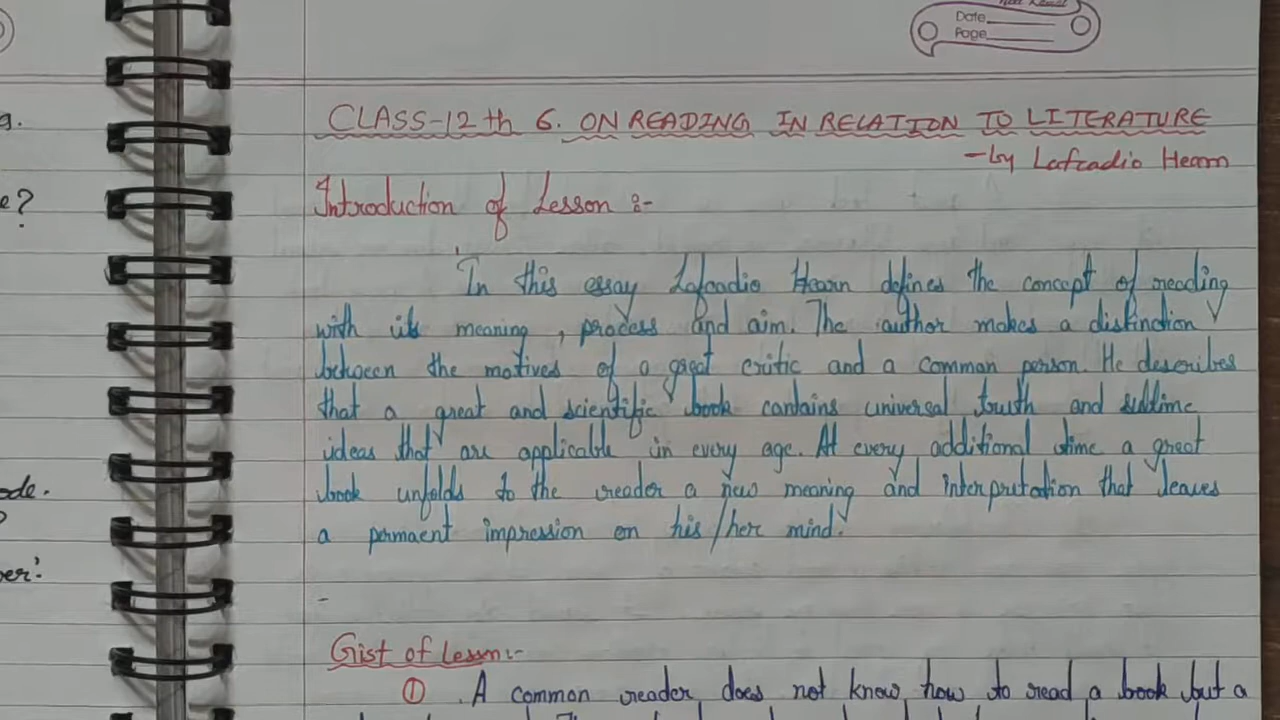 Date
Page
g.
CLASS-12th 6. ON READING IN RELATION TO LITERATURE
-by Lafcadio Hearn
e?
Introduction of Lesson :-
In this essay Lafcadio Hearn defines the concept of reading
with its meaning, process and aim. The author makes a distinction
between the motives of a great critic and a common person. He describes
that a great and scientific book contains universal truth and sublime
ideas that are applicable in every age. At every additional time a great
book unfolds to the reader a new meaning and interpretation that leaves
ode.
a permaent impression on his/her mind.
er:
Gist of Lesson:-
① A common reader does not know how to read a book but a